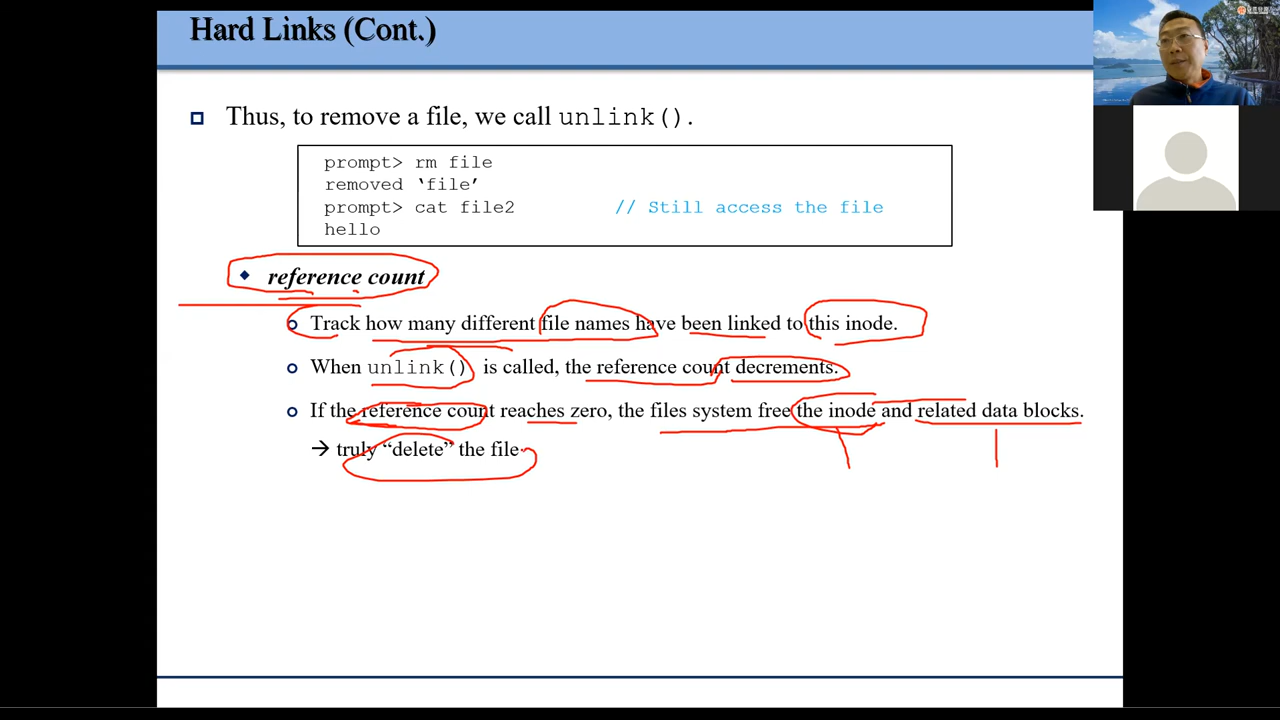 Hard Links (Cont.)
Thus, to remove a file, we call unlink().
prompt> rm file
removed ‘file’
prompt> cat file2 // Still access the file
hello
reference count
Track how many different file names have been linked to this inode.
When unlink() is called, the reference count decrements.
If the reference count reaches zero, the files system free the inode and related data blocks.
→ truly “delete” the file